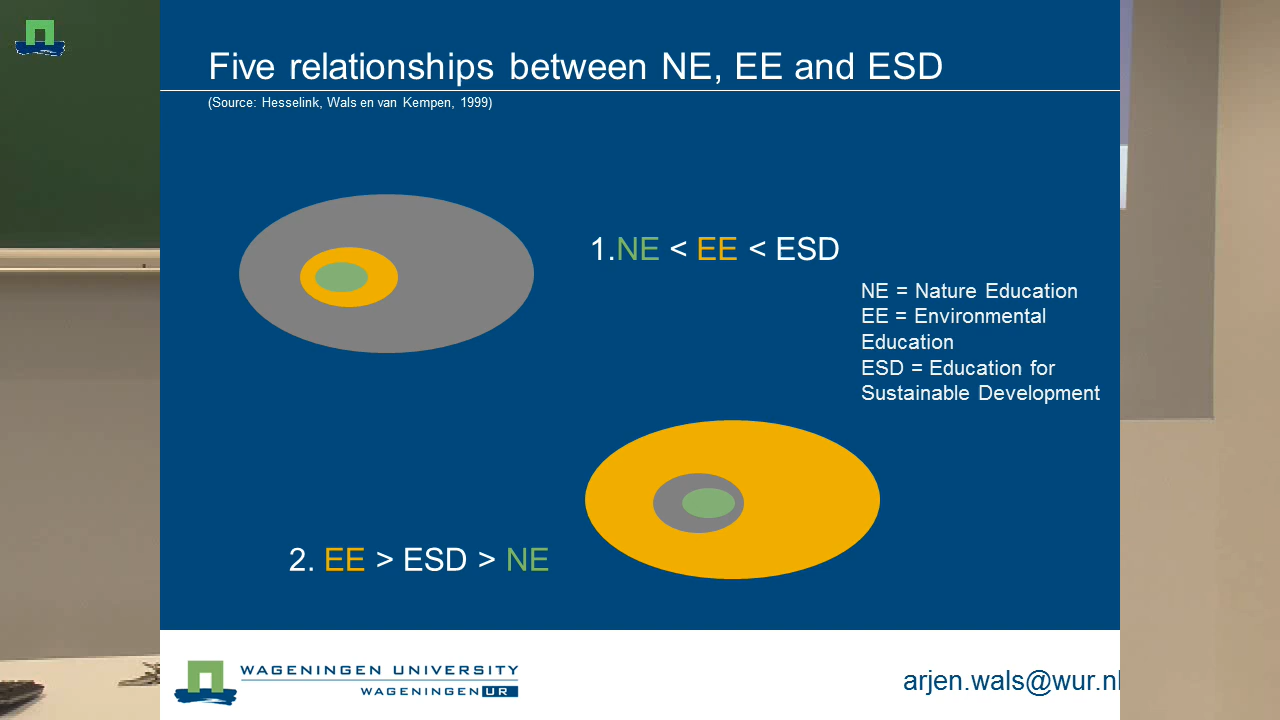 Five relationships between NE, EE and ESD
(Source: Hesselink, Wals en van Kempen, 1999)
1.NE < EE < ESD
NE = Nature Education
EE = Environmental
Education
ESD = Education for
Sustainable Development
2. EE > ESD > NE
WAGENINGEN UNIVERSITY
WAGENINGEN UR
arjen.wals@wur.nl